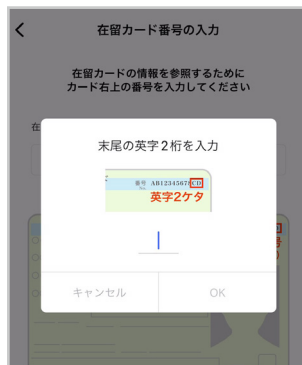 在留カード番号の入力
在留カードの情報を参照するために
カード右上の番号を入力してください
在
末尾の英字2桁を入力
番号 AB12345678CD
英字2ケタ
キャンセル
OK